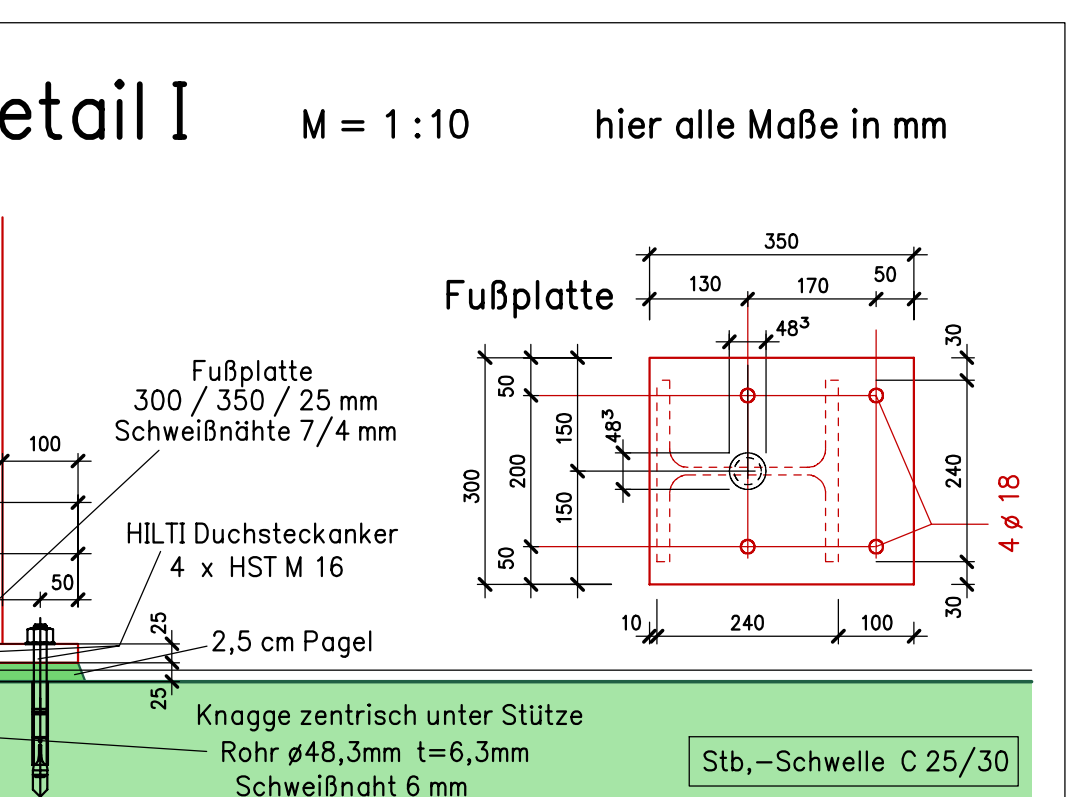 etail I
M = 1:10
hier alle Maße in mm
350
130
170
50
Fußplatte
48³
30
Fußplatte
300 / 350 / 25 mm
Schweißnähte 7/4 mm
50
150
48³
100
300
200
240
150
4 ø 18
HILTI Duchsteckanker
4 x HST M 16
50
50
30
25
10
240
100
2,5 cm Pagel
25
Knagge zentrisch unter Stütze
Rohr ø48,3mm t=6,3mm
Schweißnaht 6 mm
Stb,-Schwelle C 25/30